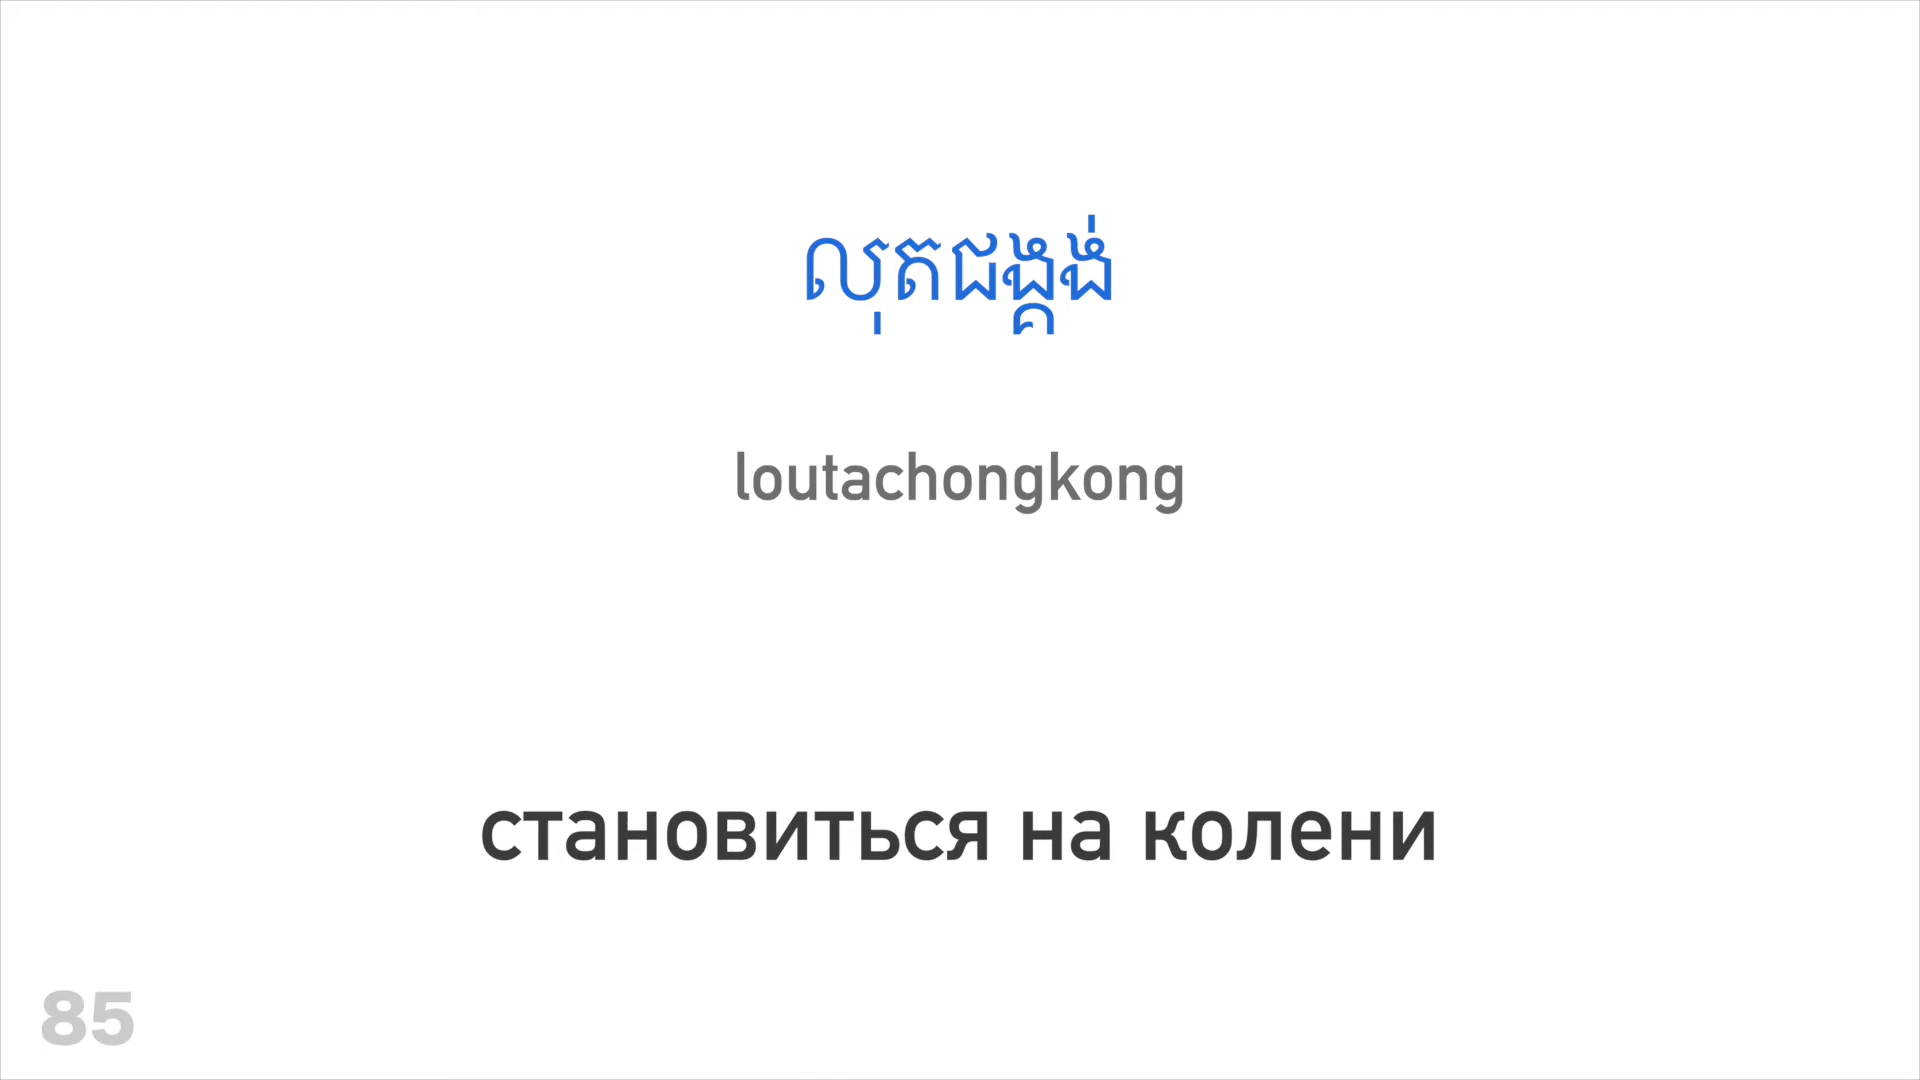 លុតជង្គង់
loutachongkong
становиться на колени
85